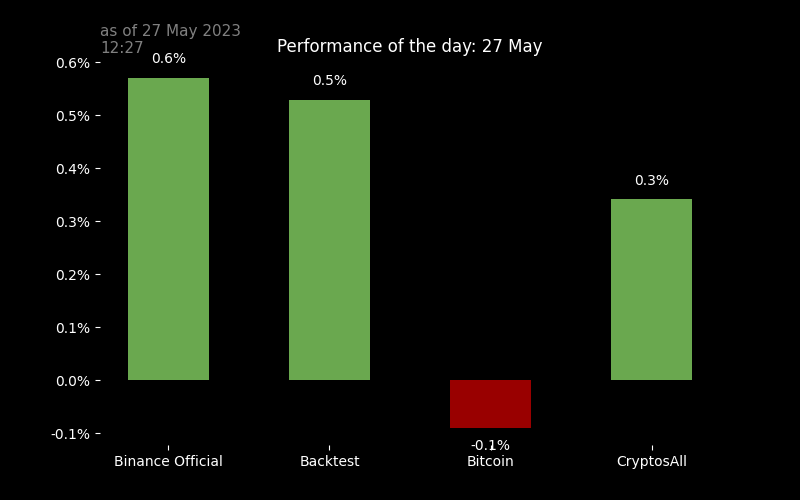 as of 27 May 2023
12:27
Performance of the day: 27 May
0.6%
0.5%
0.4%
0.3%
0.2%
0.1%
0.0%
-0.1%
0.6%
0.5%
-0.1%
0.3%
Binance Official
Backtest
Bitcoin
CryptosAll